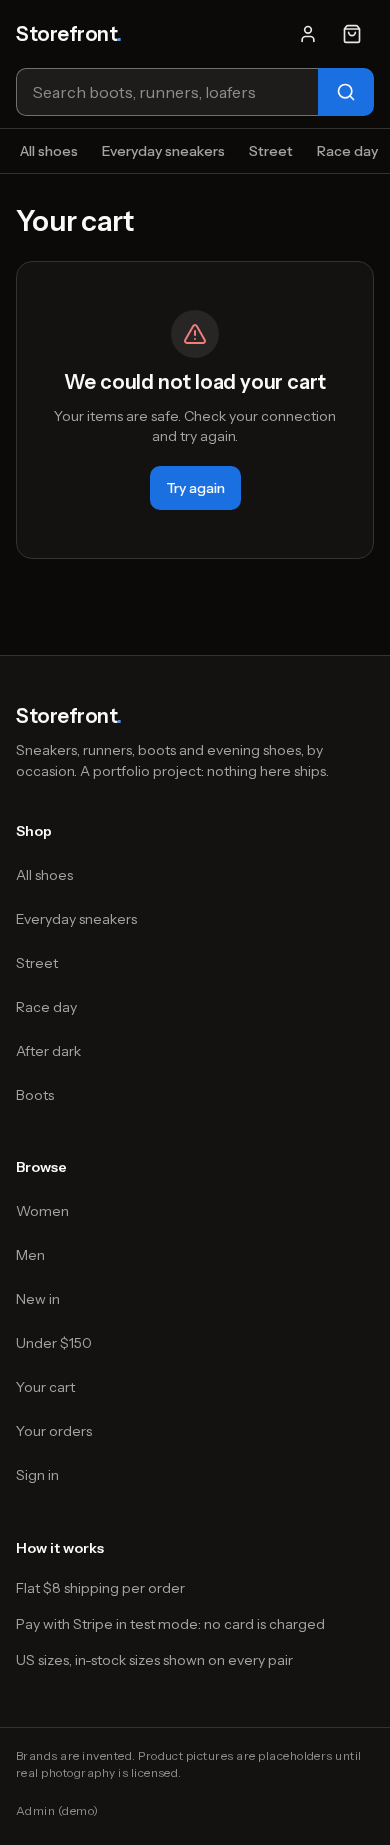 Storefront.
Search boots, runners, loafers
All shoes Everyday sneakers Street Race day
Your cart
We could not load your cart
Your items are safe. Check your connection
and try again.
Try again
Storefront.
Sneakers, runners, boots and evening shoes, by
occasion. A portfolio project: nothing here ships.
Shop
All shoes
Everyday sneakers
Street
Race day
After dark
Boots
Browse
Women
Men
New in
Under $150
Your cart
Your orders
Sign in
How it works
Flat $8 shipping per order
Pay with Stripe in test mode: no card is charged
US sizes, in-stock sizes shown on every pair
Brands are invented. Product pictures are placeholders until
real photography is licensed.
Admin (demo)